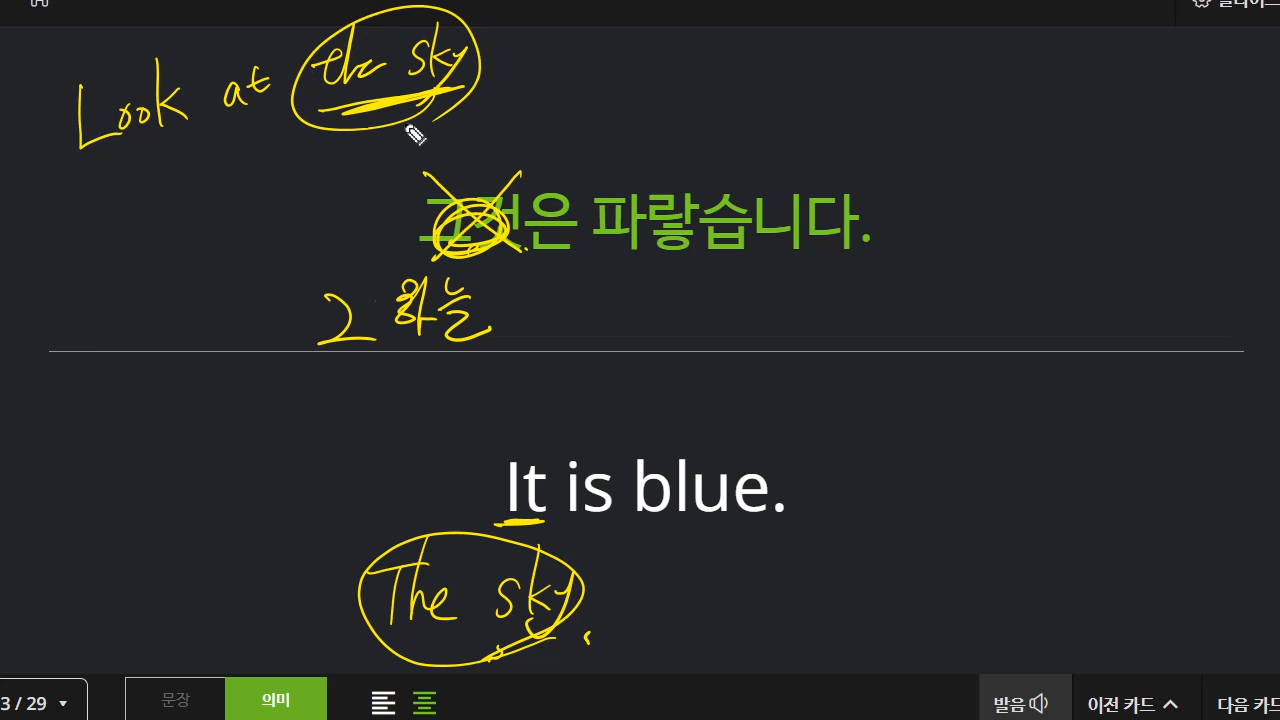 Look at the sky
그것은 파랗습니다.
그 하늘
It is blue.
The sky.
3 / 29
문장
의미
발음
이전 카드
다음 카드